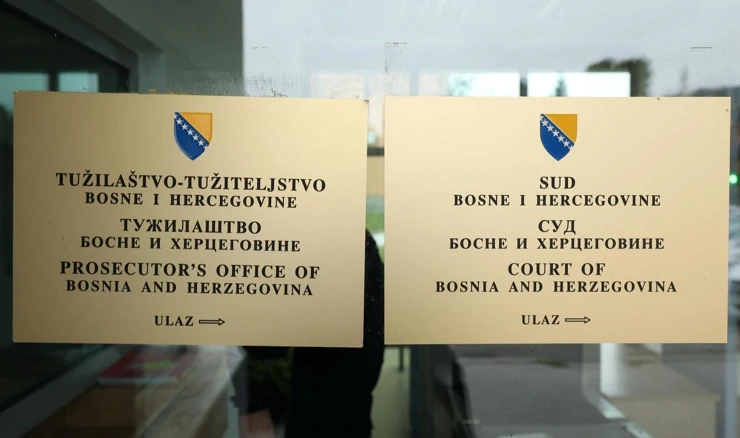 TUŽILAŠTVO-TUŽITELJSTVO
BOSNE I HERCEGOVINE
ТУЖИЛАШТВО
БОСНЕ И ХЕРЦЕГОВИНЕ
PROSECUTOR'S OFFICE OF
BOSNIA AND HERZEGOVINA
ULAZ →
SUD
BOSNE I HERCEGOVINE
СУД
БОСНЕ И ХЕРЦЕГОВИНЕ
COURT OF
BOSNIA AND HERZEGOVINA
ULAZ →